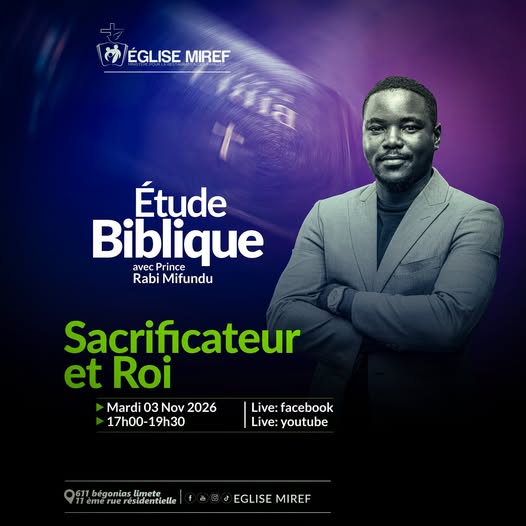 ÉGLISE MIREF
Étude
Biblique
avec Prince
Rabi Mifundu
Sacrificateur
et Roi
Mardi 03 Nov 2026
17h00-19h30
Live: facebook
Live: youtube
611 bégonias limete
11 ème rue résidentielle
EGLISE MIREF